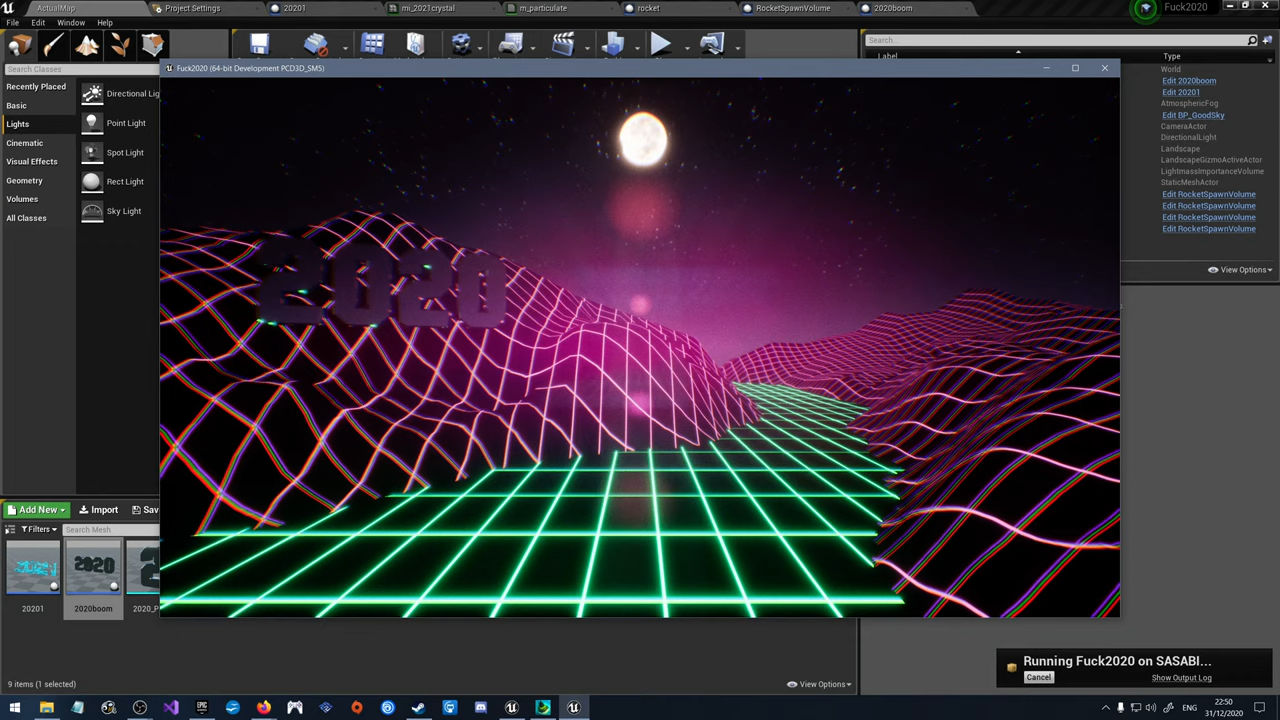 ActualMap
Project Settings
20201
mi_2021crystal
m_particulate
rocket
RocketSpawnVolume
2020boom
Fuck2020
File Edit Window Help
Search...
Search Classes
Label
Type
Fuck2020 (64-bit Development PCD3D_SM5)
Recently Placed
Basic
Lights
Cinematic
Visual Effects
Geometry
Volumes
All Classes
Directional Lig
Point Light
Spot Light
Rect Light
Sky Light
World
Edit 2020boom
Edit 20201
AtmosphericFog
Edit BP_GoodSky
CameraActor
DirectionalLight
Landscape
LandscapeGizmoActiveActor
LightmassImportanceVolume
StaticMeshActor
Edit RocketSpawnVolume
Edit RocketSpawnVolume
Edit RocketSpawnVolume
Edit RocketSpawnVolume
View Options
2020
Add New Import Sav
Filters Search Mesh
2021
2020
20201
2020boom
2020_P
9 items (1 selected)
View Options
Running Fuck2020 on SASABI...
Cancel
Show Output Log
ENG
22:50
31/12/2020